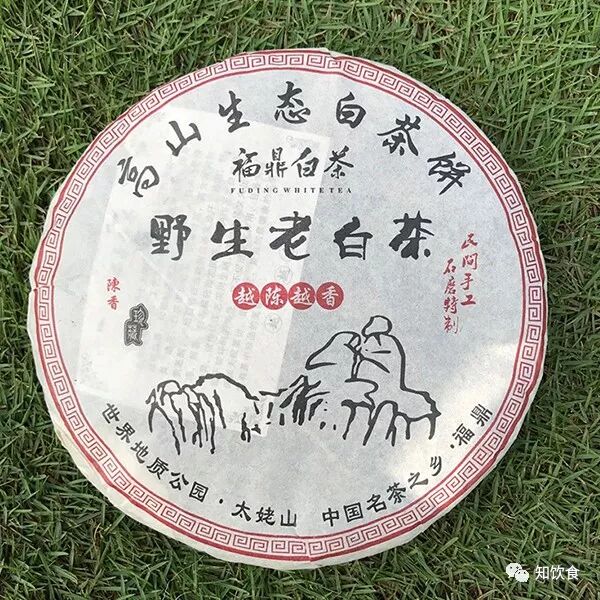 高山生态白茶饼
福鼎白茶
FUDING WHITE TEA
野生老白茶
越陈越香
陳香
珍藏
民间手工
石磨特制
世界地质公园·太姥山 中国名茶之乡·福鼎
知饮食